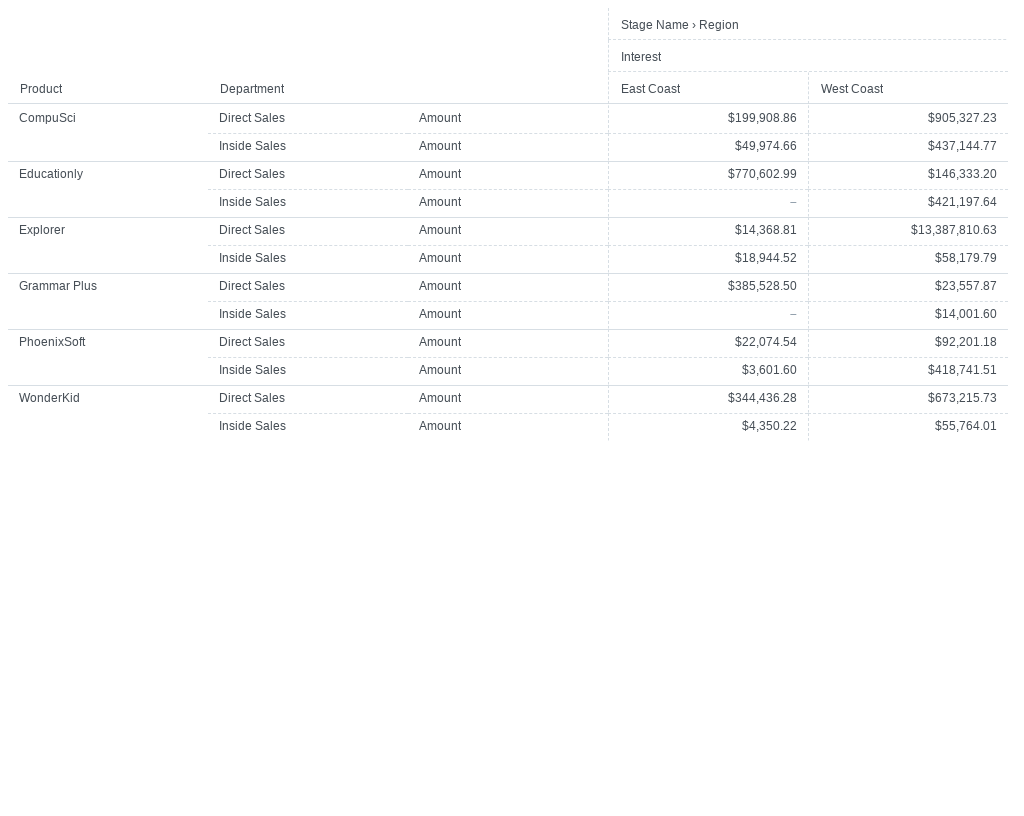 Stage Name › Region
Interest
Product Department East Coast West Coast
CompuSci Direct Sales Amount $199,908.86 $905,327.23
Inside Sales Amount $49,974.66 $437,144.77
Educationly Direct Sales Amount $770,602.99 $146,333.20
Inside Sales Amount – $421,197.64
Explorer Direct Sales Amount $14,368.81 $13,387,810.63
Inside Sales Amount $18,944.52 $58,179.79
Grammar Plus Direct Sales Amount $385,528.50 $23,557.87
Inside Sales Amount – $14,001.60
PhoenixSoft Direct Sales Amount $22,074.54 $92,201.18
Inside Sales Amount $3,601.60 $418,741.51
WonderKid Direct Sales Amount $344,436.28 $673,215.73
Inside Sales Amount $4,350.22 $55,764.01